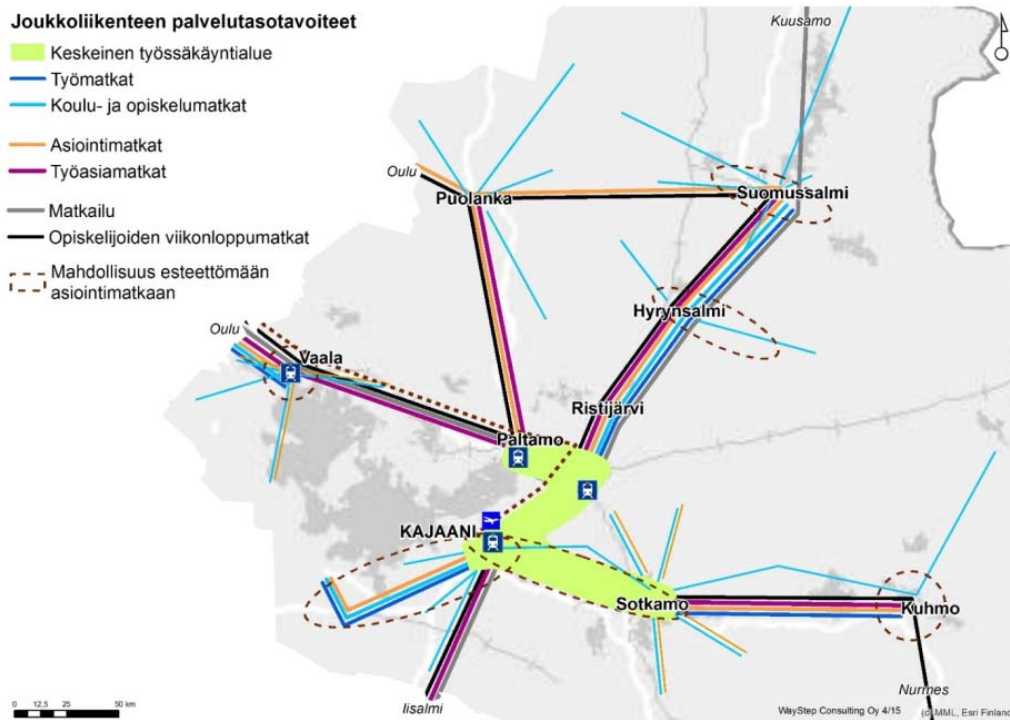 Joukkoliikenteen palvelutasotavoitteet
Keskeinen työssäkäyntialue
Työmatkat
Koulu- ja opiskelumatkat
Asiointimatkat
Työasiamatkat
Matkailu
Opiskelijoiden viikonloppumatkat
Mahdollisuus esteettömään
asiointimatkaan
Kuusamo
Oulu
Puolanka
Suomussalmi
Hyrynsalmi
Oulu
Vaala
Ristijärvi
Paltamo
KAJAANI
Sotkamo
Kuhmo
Nurmes
Iisalmi
0 12,5 25 50 km
WayStep Consulting Oy 4/15
(c) MML, Esri Finland